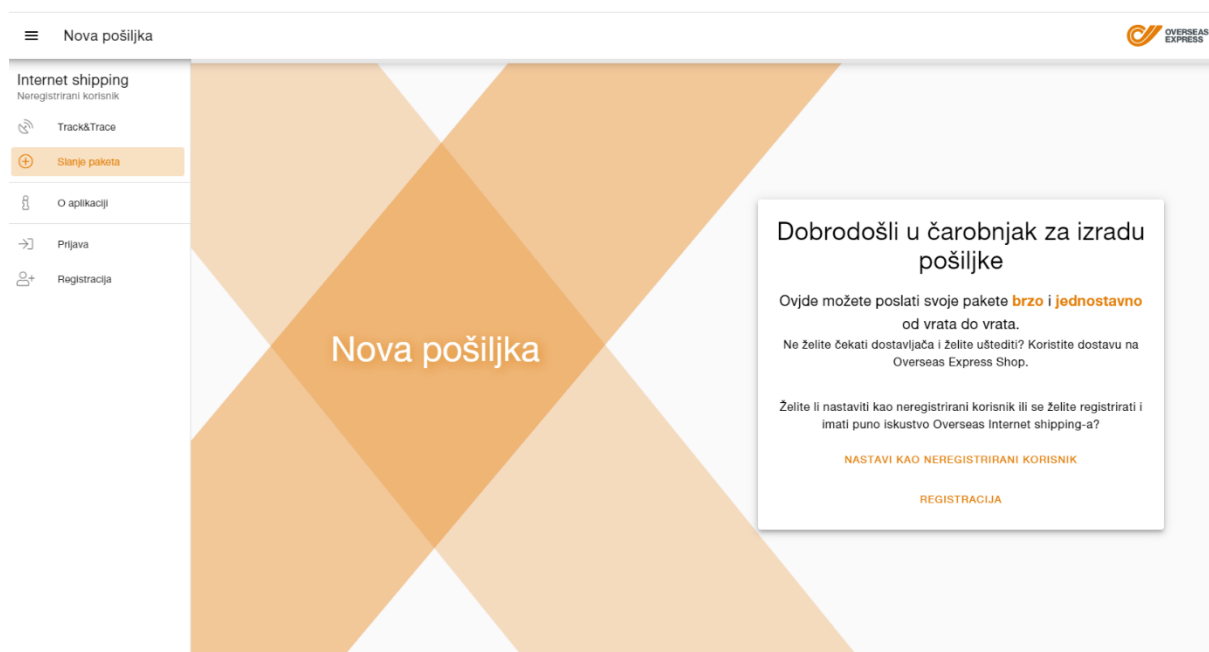 Nova pošiljka
OVERSEAS
EXPRESS
Internet shipping
Neregistrirani korisnik
Track&Trace
Slanje paketa
O aplikaciji
Prijava
Registracija
Nova pošiljka
Dobrodošli u čarobnjak za izradu
pošiljke
Ovjde možete poslati svoje pakete brzo i jednostavno
od vrata do vrata.
Ne želite čekati dostavljača i želite uštediti? Koristite dostavu na
Overseas Express Shop.
Želite li nastaviti kao neregistrirani korisnik ili se želite registrirati i
imati puno iskustvo Overseas Internet shipping-a?
NASTAVI KAO NEREGISTRIRANI KORISNIK
REGISTRACIJA